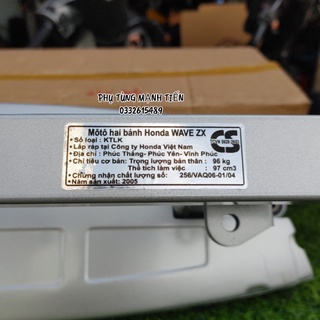 PHỤ TÙNG MẠNH TIẾN
0332615489
Môtô hai bánh Honda WAVE ZX
• Số loại : KTLK
• Lắp ráp tại Công ty Honda Việt Nam
• Địa chỉ : Phúc Thắng- Phúc Yên- Vĩnh Phúc
• Chỉ tiêu cơ bản: Trọng lượng bản thân : 96 kg
Thể tích làm việc : 97 cm3
• Chứng nhận chất lượng số: 256/VAQ06-01/04
• Năm sản xuất: 2005
CS